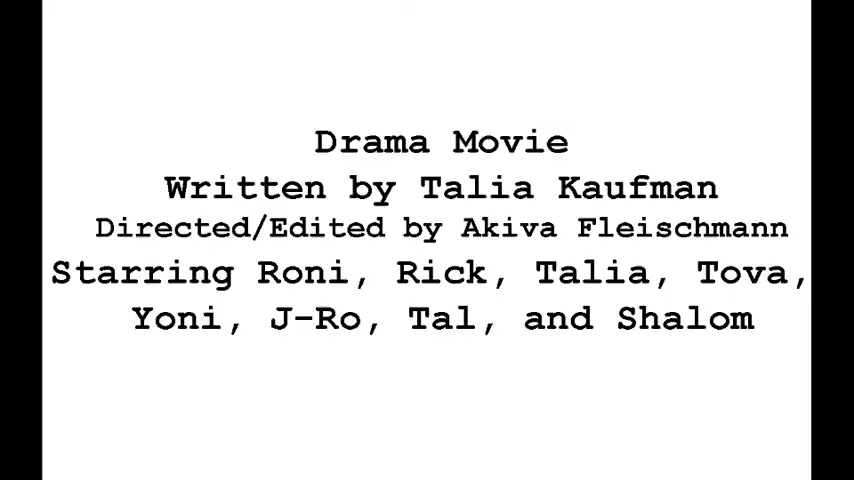 Drama Movie
Written by Talia Kaufman
Directed/Edited by Akiva Fleischmann
Starring Roni, Rick, Talia, Tova,
Yoni, J-Ro, Tal, and Shalom